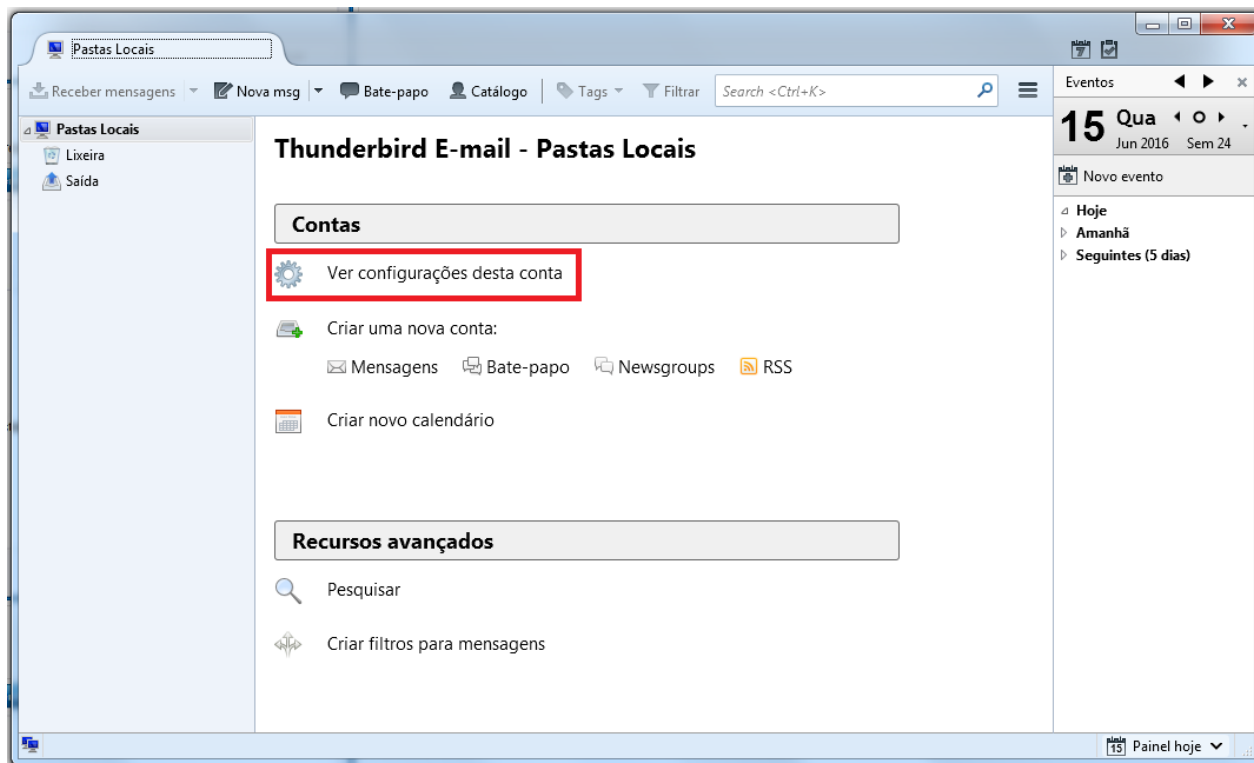 Pastas Locais
Receber mensagens
Nova msg
Bate-papo
Catálogo
Tags
Filtrar
Search <Ctrl+K>
Pastas Locais
Lixeira
Saída
Thunderbird E-mail - Pastas Locais
Contas
Ver configurações desta conta
Criar uma nova conta:
Mensagens
Bate-papo
Newsgroups
RSS
Criar novo calendário
Recursos avançados
Pesquisar
Criar filtros para mensagens
7
Eventos
15
Qua
Jun 2016 Sem 24
Novo evento
Hoje
Amanhã
Seguintes (5 dias)
15
Painel hoje